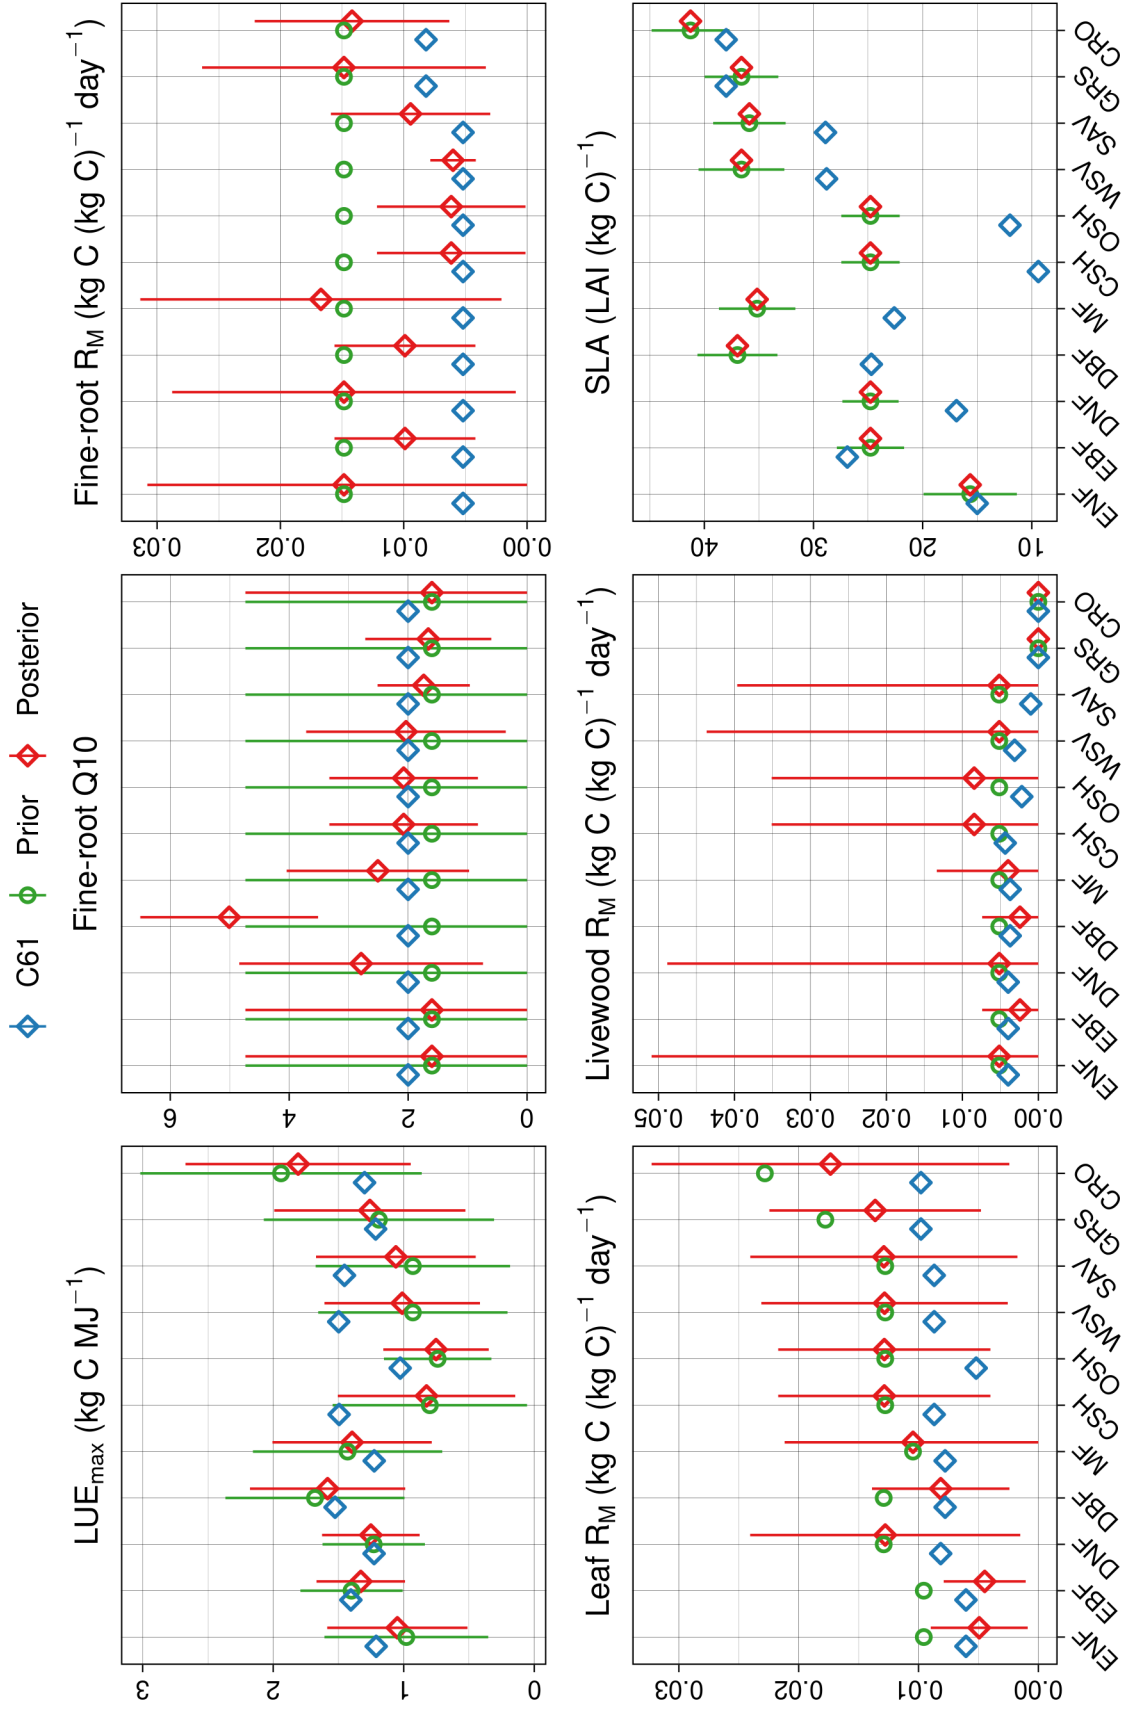 C61 Prior Posterior
LUEmax (kg C MJ−1)
3
2
1
0
Fine-root Q10
6
4
2
0
Fine-root RM (kg C (kg C)−1 day−1)
0.03
0.02
0.01
0.00
Leaf RM (kg C (kg C)−1 day−1)
0.03
0.02
0.01
0.00
ENF EBF DNF DBF MF CSH OSH WSV SAV GRS CRO
Livewood RM (kg C (kg C)−1 day−1)
0.05
0.04
0.03
0.02
0.01
0.00
ENF EBF DNF DBF MF CSH OSH WSV SAV GRS CRO
SLA (LAI (kg C)−1)
40
30
20
10
ENF EBF DNF DBF MF CSH OSH WSV SAV GRS CRO